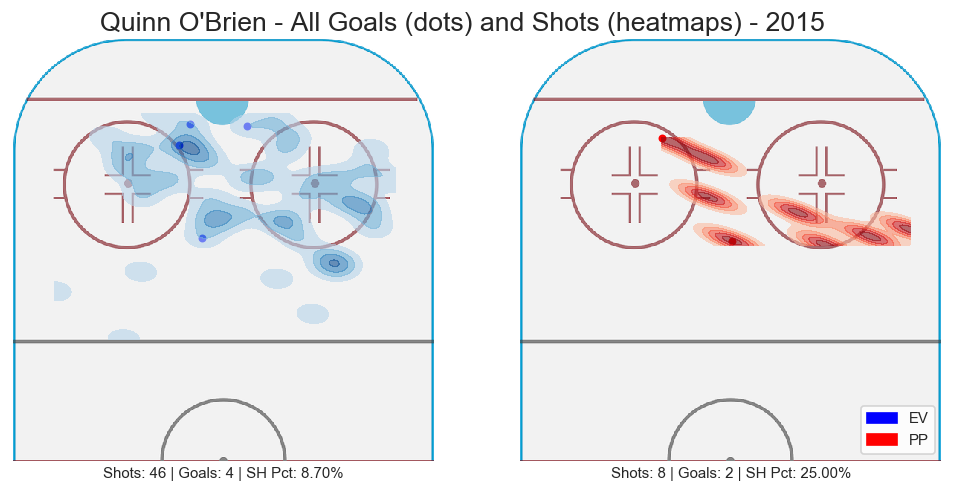 Quinn O'Brien - All Goals (dots) and Shots (heatmaps) - 2015
EV
PP
Shots: 46 | Goals: 4 | SH Pct: 8.70%
Shots: 8 | Goals: 2 | SH Pct: 25.00%